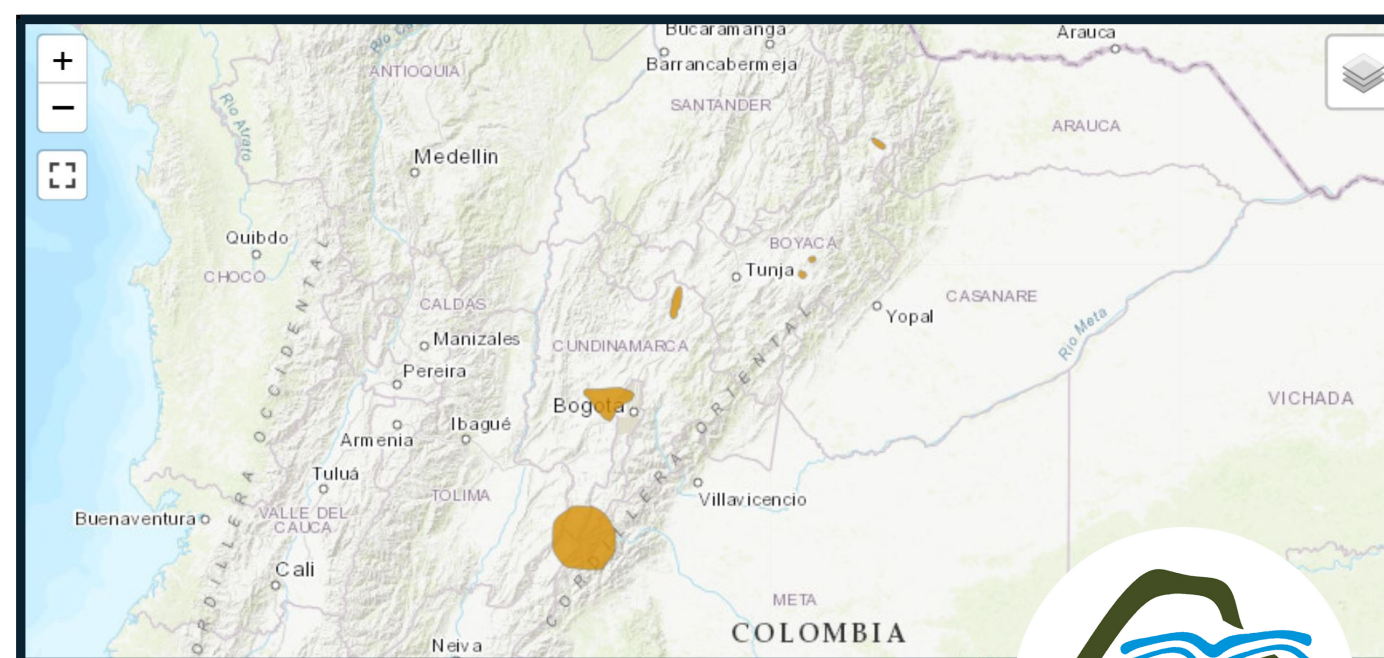 Bucaramanga
Arauca
Barrancabermeja
ANTIOQUIA
SANTANDER
Rio Atrato
ARAUCA
Medellin
Quibdo
CHOCO
BOYACA
Tunja
CASANARE
Yopal
CALDAS
Manizales
CUNDINAMARCA
Rio Meta
Pereira
VICHADA
Bogota
Ibagué
Armenia
CORDILLERA OCCIDENTAL
CORDILLERA ORIENTAL
Tuluá
TOLIMA
Villavicencio
Buenaventura
VALLE DEL
CAUCA
Cali
META
COLOMBIA
Neiva